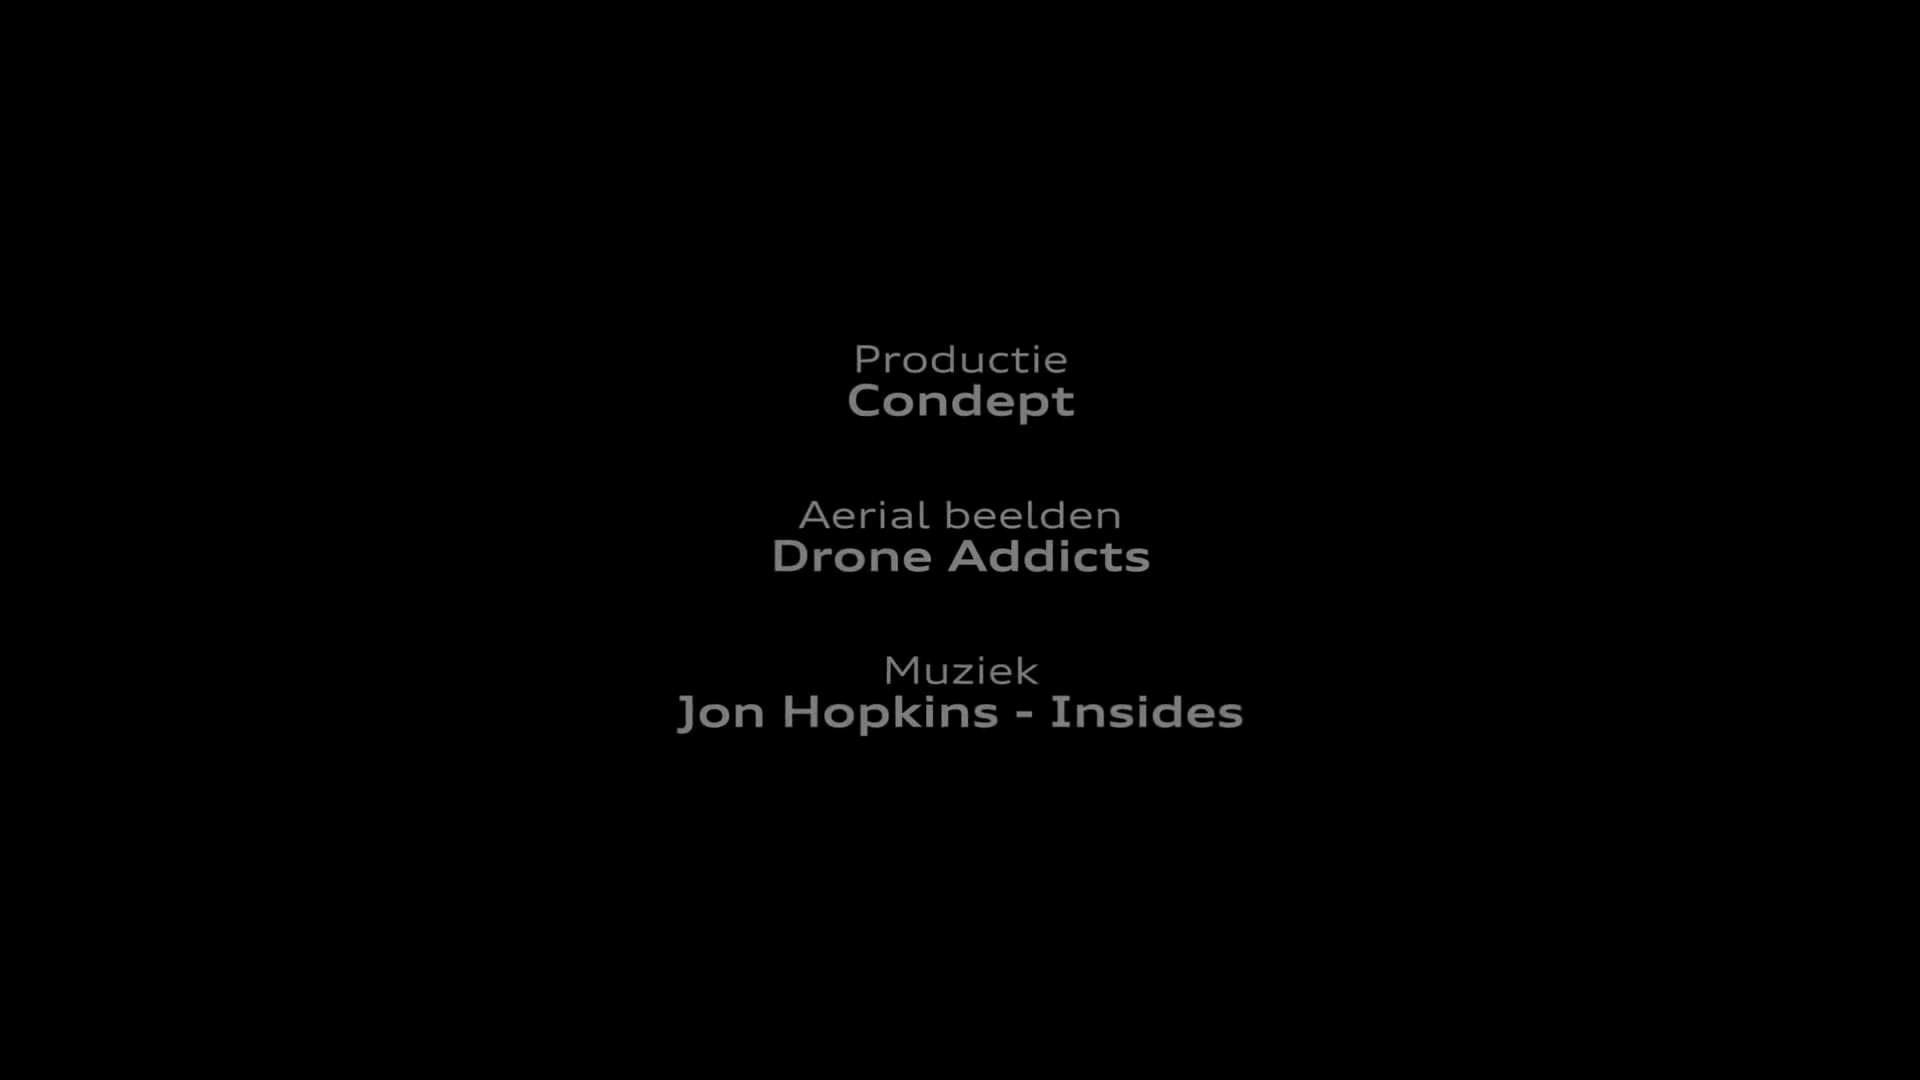 Productie
Condept
Aerial beelden
Drone Addicts
Muziek
Jon Hopkins - Insides